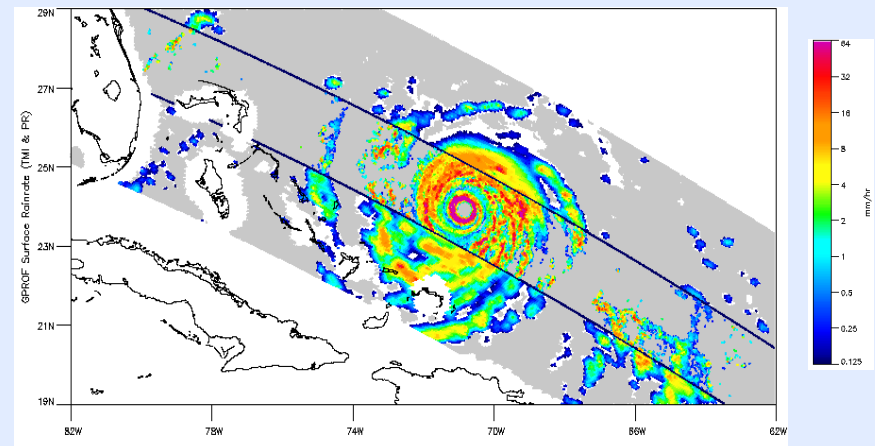 29N
27N
25N
23N
21N
19N
GPROF Surface Rainrate (TMI & PR)
82W 78W 74W 70W 66W 62W
64
32
16
8
4
2
1
0.5
0.25
0.125
mm/hr